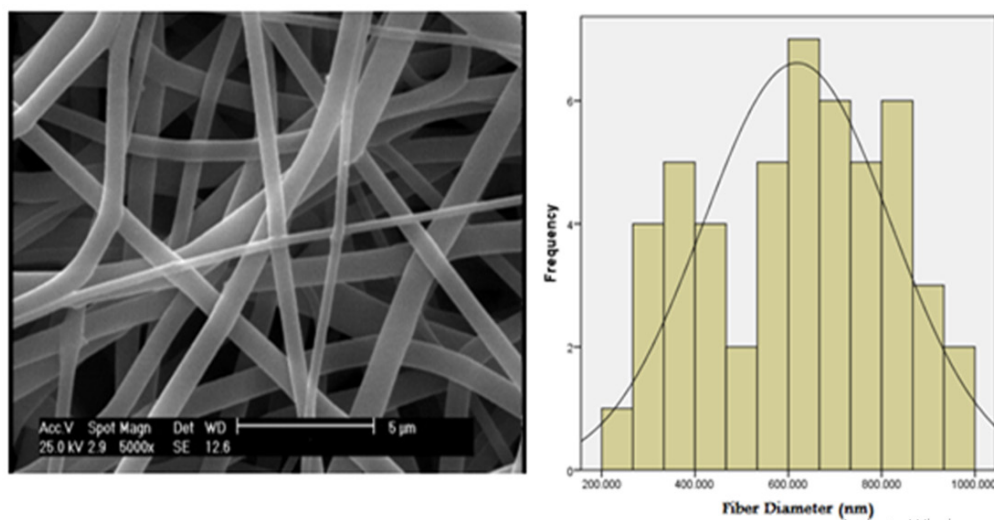 Acc.V Spot Magn Det WD 5 µm
25.0 kV 2.9 5000x SE 12.6
Frequency
6
4
2
0
200.000 400.000 600.000 800.000 1000.000
Fiber Diameter (nm)